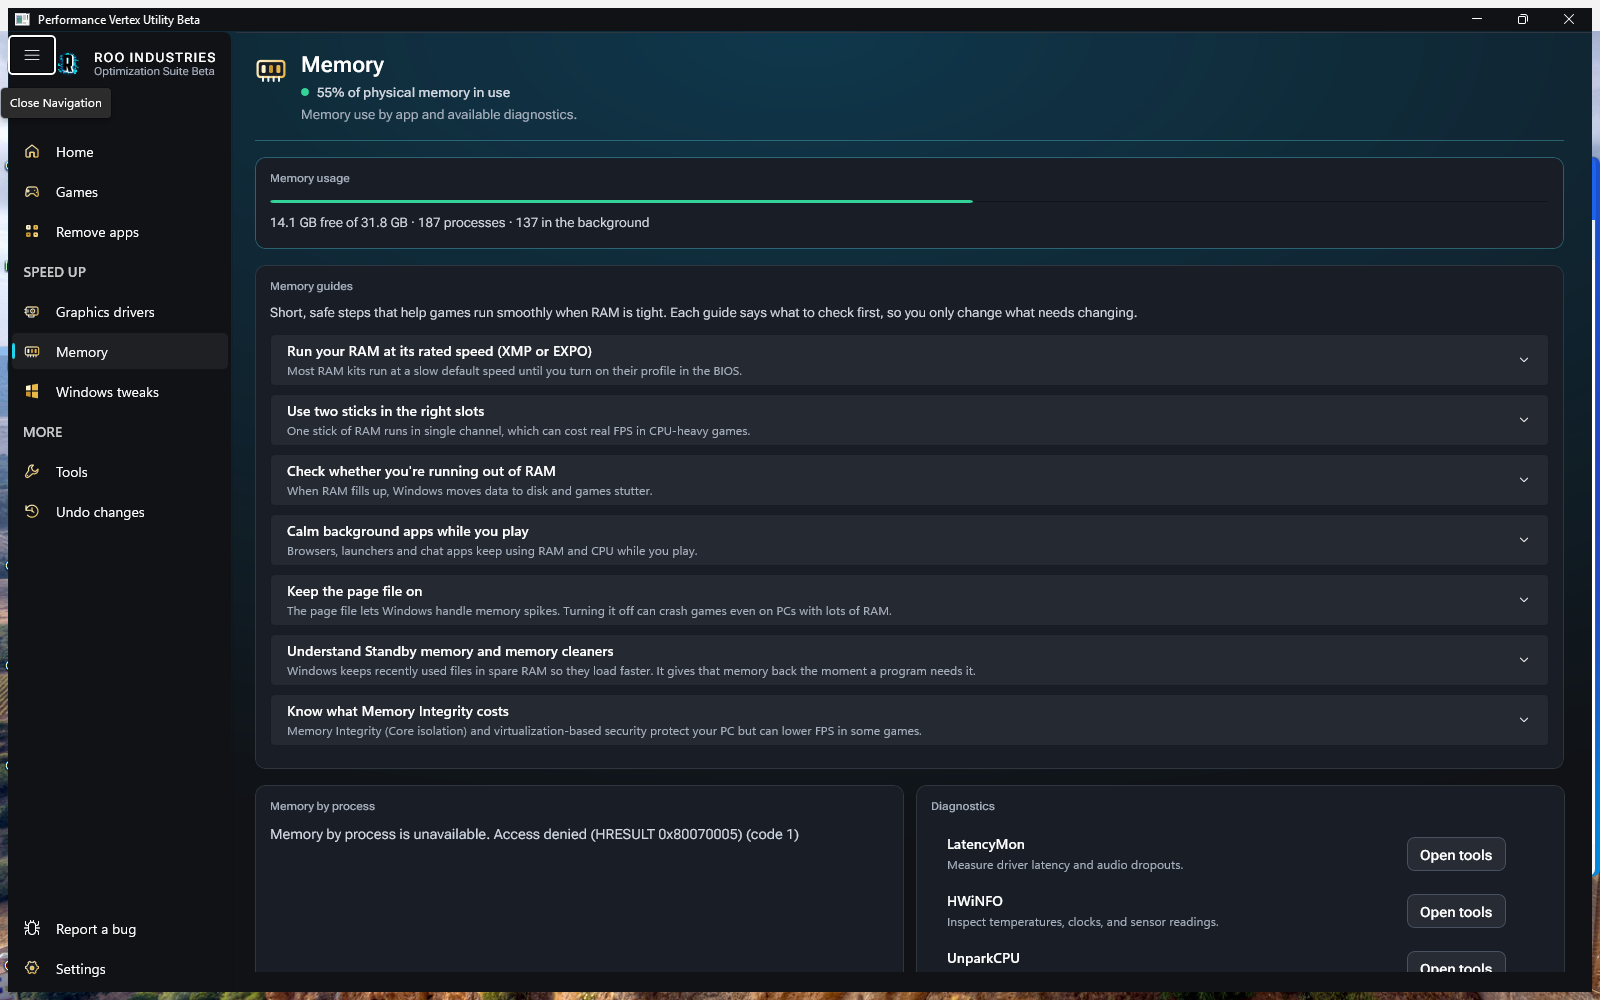 Performance Vertex Utility Beta
ROO INDUSTRIES
Optimization Suite Beta
Close Navigation
Home
Games
Remove apps
SPEED UP
Graphics drivers
Memory
Windows tweaks
MORE
Tools
Undo changes
Report a bug
Settings
Memory
55% of physical memory in use
Memory use by app and available diagnostics.
Memory usage
14.1 GB free of 31.8 GB · 187 processes · 137 in the background
Memory guides
Short, safe steps that help games run smoothly when RAM is tight. Each guide says what to check first, so you only change what needs changing.
Run your RAM at its rated speed (XMP or EXPO)
Most RAM kits run at a slow default speed until you turn on their profile in the BIOS.
Use two sticks in the right slots
One stick of RAM runs in single channel, which can cost real FPS in CPU-heavy games.
Check whether you're running out of RAM
When RAM fills up, Windows moves data to disk and games stutter.
Calm background apps while you play
Browsers, launchers and chat apps keep using RAM and CPU while you play.
Keep the page file on
The page file lets Windows handle memory spikes. Turning it off can crash games even on PCs with lots of RAM.
Understand Standby memory and memory cleaners
Windows keeps recently used files in spare RAM so they load faster. It gives that memory back the moment a program needs it.
Know what Memory Integrity costs
Memory Integrity (Core isolation) and virtualization-based security protect your PC but can lower FPS in some games.
Memory by process
Memory by process is unavailable. Access denied (HRESULT 0x80070005) (code 1)
Diagnostics
LatencyMon
Measure driver latency and audio dropouts.
Open tools
HWiNFO
Inspect temperatures, clocks, and sensor readings.
Open tools
UnparkCPU
Open tools